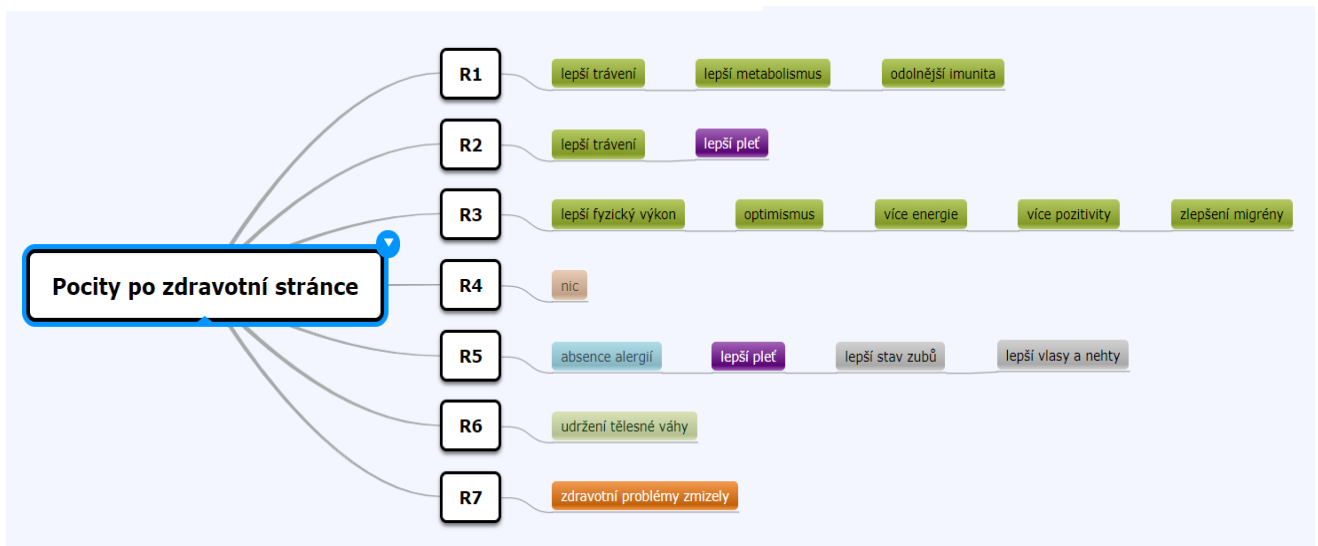 Pocity po zdravotní stránce
R1
lepší trávení
lepší metabolismus
odolnější imunita
R2
lepší trávení
lepší pleť
R3
lepší fyzický výkon
optimismus
více energie
více pozitivity
zlepšení migrény
R4
nic
R5
absence alergií
lepší pleť
lepší stav zubů
lepší vlasy a nehty
R6
udržení tělesné váhy
R7
zdravotní problémy zmizely